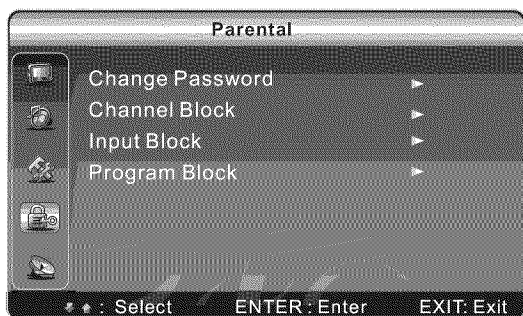 Parental
Change Password
Channel Block
Input Block
Program Block
: Select ENTER : Enter EXIT: Exit